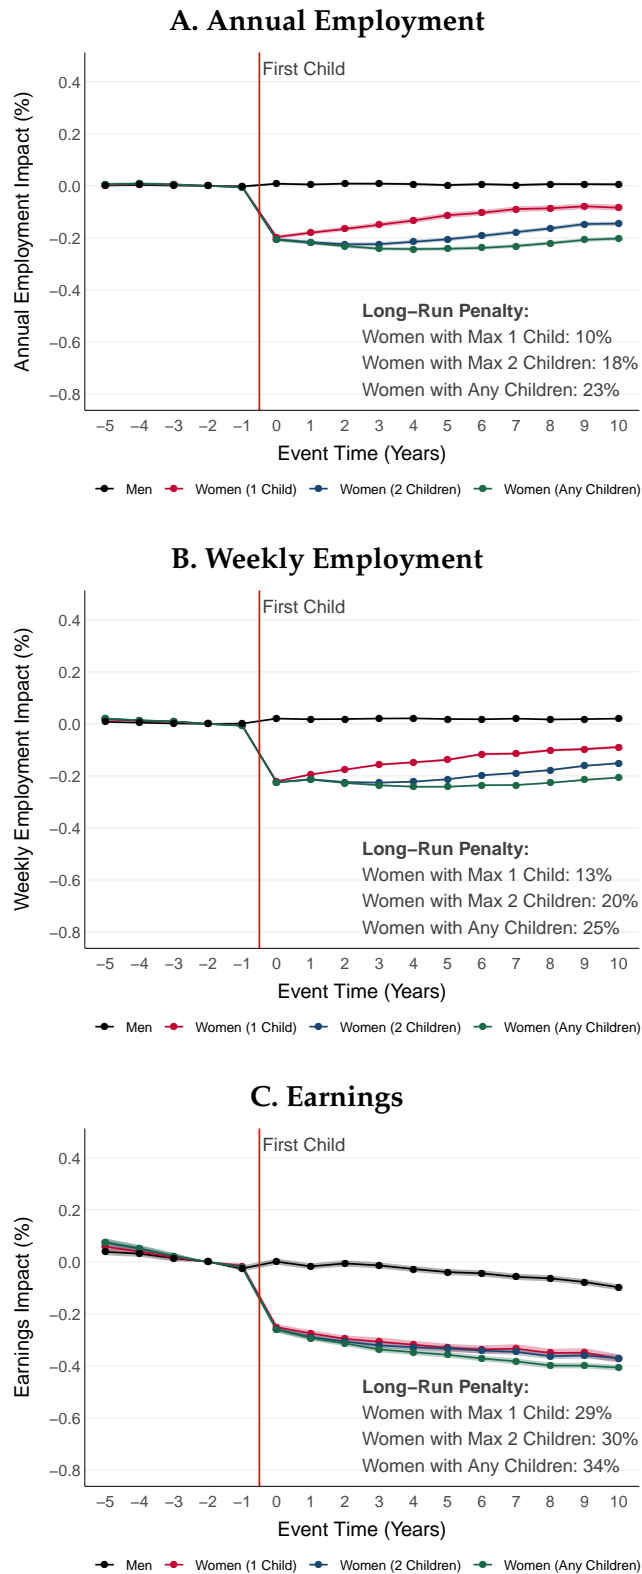 A. Annual Employment
First Child
0.4
0.2
0.0
−0.2
−0.4
−0.6
−0.8
Annual Employment Impact (%)
Long−Run Penalty:
Women with Max 1 Child: 10%
Women with Max 2 Children: 18%
Women with Any Children: 23%
−5 −4 −3 −2 −1 0 1 2 3 4 5 6 7 8 9 10
Event Time (Years)
Men Women (1 Child) Women (2 Children) Women (Any Children)
B. Weekly Employment
First Child
0.4
0.2
0.0
−0.2
−0.4
−0.6
−0.8
Weekly Employment Impact (%)
Long−Run Penalty:
Women with Max 1 Child: 13%
Women with Max 2 Children: 20%
Women with Any Children: 25%
−5 −4 −3 −2 −1 0 1 2 3 4 5 6 7 8 9 10
Event Time (Years)
Men Women (1 Child) Women (2 Children) Women (Any Children)
C. Earnings
First Child
0.4
0.2
0.0
−0.2
−0.4
−0.6
−0.8
Earnings Impact (%)
Long−Run Penalty:
Women with Max 1 Child: 29%
Women with Max 2 Children: 30%
Women with Any Children: 34%
−5 −4 −3 −2 −1 0 1 2 3 4 5 6 7 8 9 10
Event Time (Years)
Men Women (1 Child) Women (2 Children) Women (Any Children)